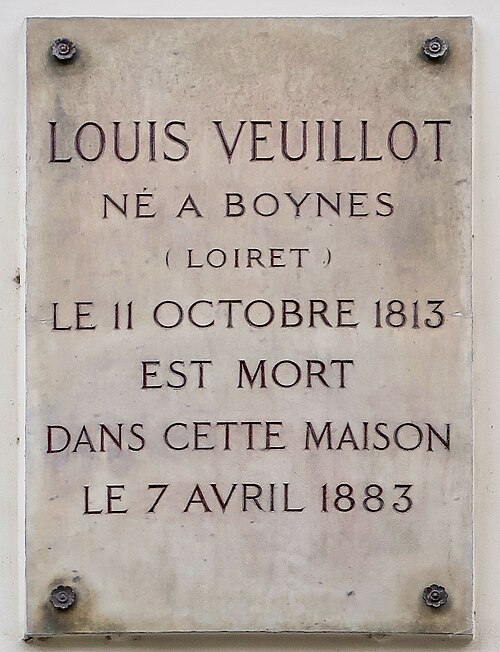 LOUIS VEUILLOT
NÉ A BOYNES
( LOIRET )
LE 11 OCTOBRE 1813
EST MORT
DANS CETTE MAISON
LE 7 AVRIL 1883